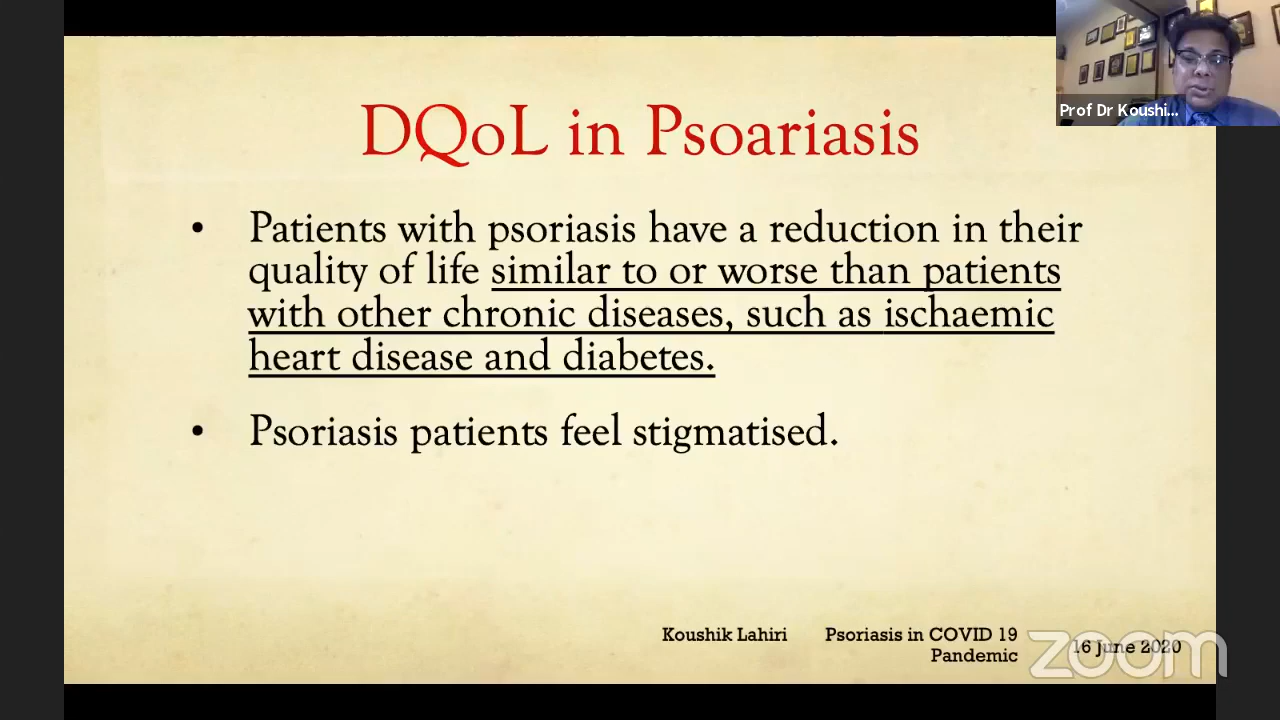 Prof Dr Koushi...
DQoL in Psoariasis
• Patients with psoriasis have a reduction in their
quality of life similar to or worse than patients
with other chronic diseases, such as ischaemic
heart disease and diabetes.
• Psoriasis patients feel stigmatised.
Koushik Lahiri Psoriasis in COVID 19
Pandemic
16 June 2020
zoom